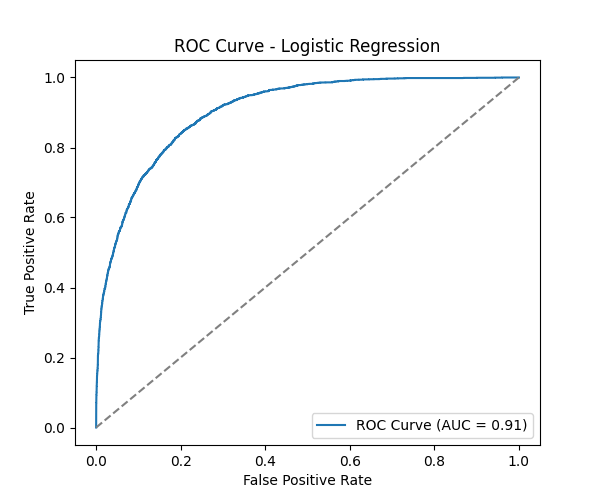 ROC Curve - Logistic Regression
True Positive Rate
1.0
0.8
0.6
0.4
0.2
0.0
ROC Curve (AUC = 0.91)
0.0 0.2 0.4 0.6 0.8 1.0
False Positive Rate